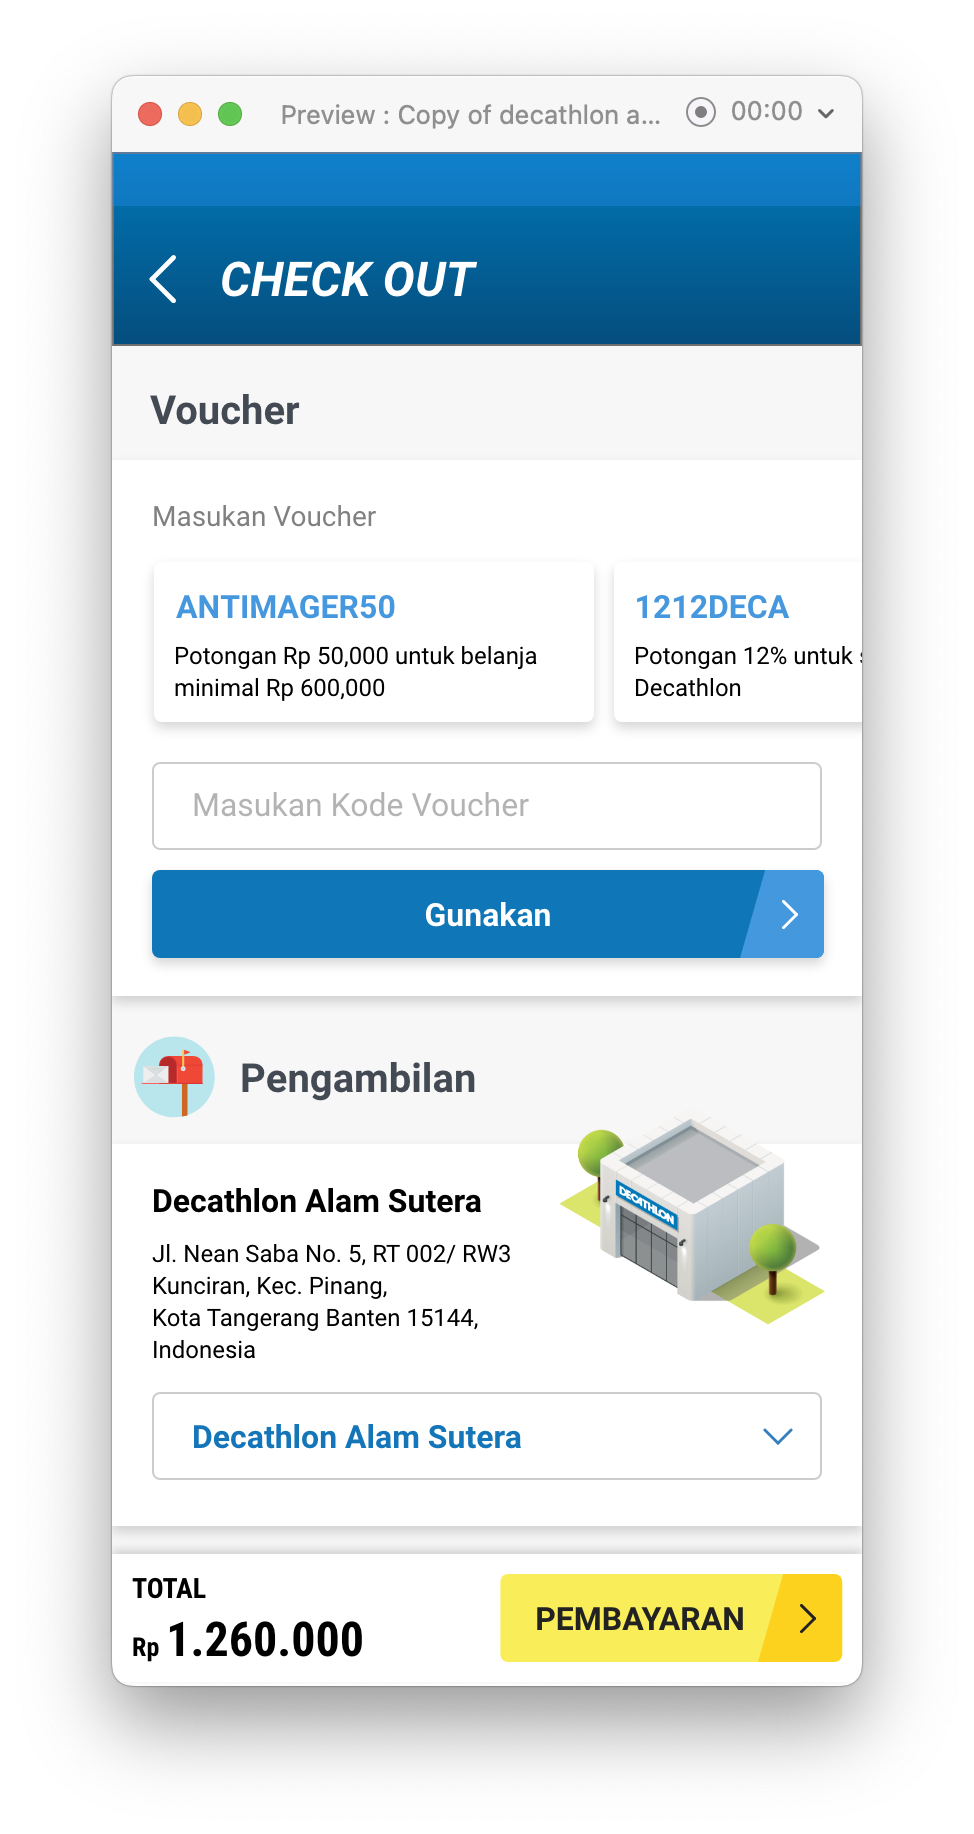 Preview : Copy of decathlon a...
00:00
CHECK OUT
Voucher
Masukan Voucher
ANTIMAGER50
Potongan Rp 50,000 untuk belanja
minimal Rp 600,000
1212DECA
Potongan 12% untuk
Decathlon
Masukan Kode Voucher
Gunakan
Pengambilan
DECATHLON
Decathlon Alam Sutera
Jl. Nean Saba No. 5, RT 002/ RW3
Kunciran, Kec. Pinang,
Kota Tangerang Banten 15144,
Indonesia
Decathlon Alam Sutera
TOTAL
Rp 1.260.000
PEMBAYARAN